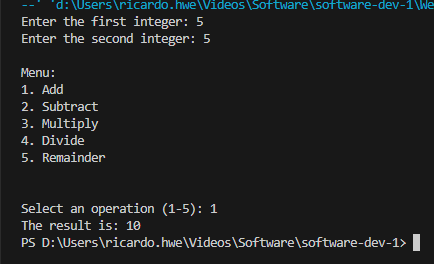 --' 'd:\Users\ricardo.hwe\Videos\Software\software-dev-1\We
Enter the first integer: 5
Enter the second integer: 5
Menu:
1. Add
2. Subtract
3. Multiply
4. Divide
5. Remainder
Select an operation (1-5): 1
The result is: 10
PS D:\Users\ricardo.hwe\Videos\Software\software-dev-1>